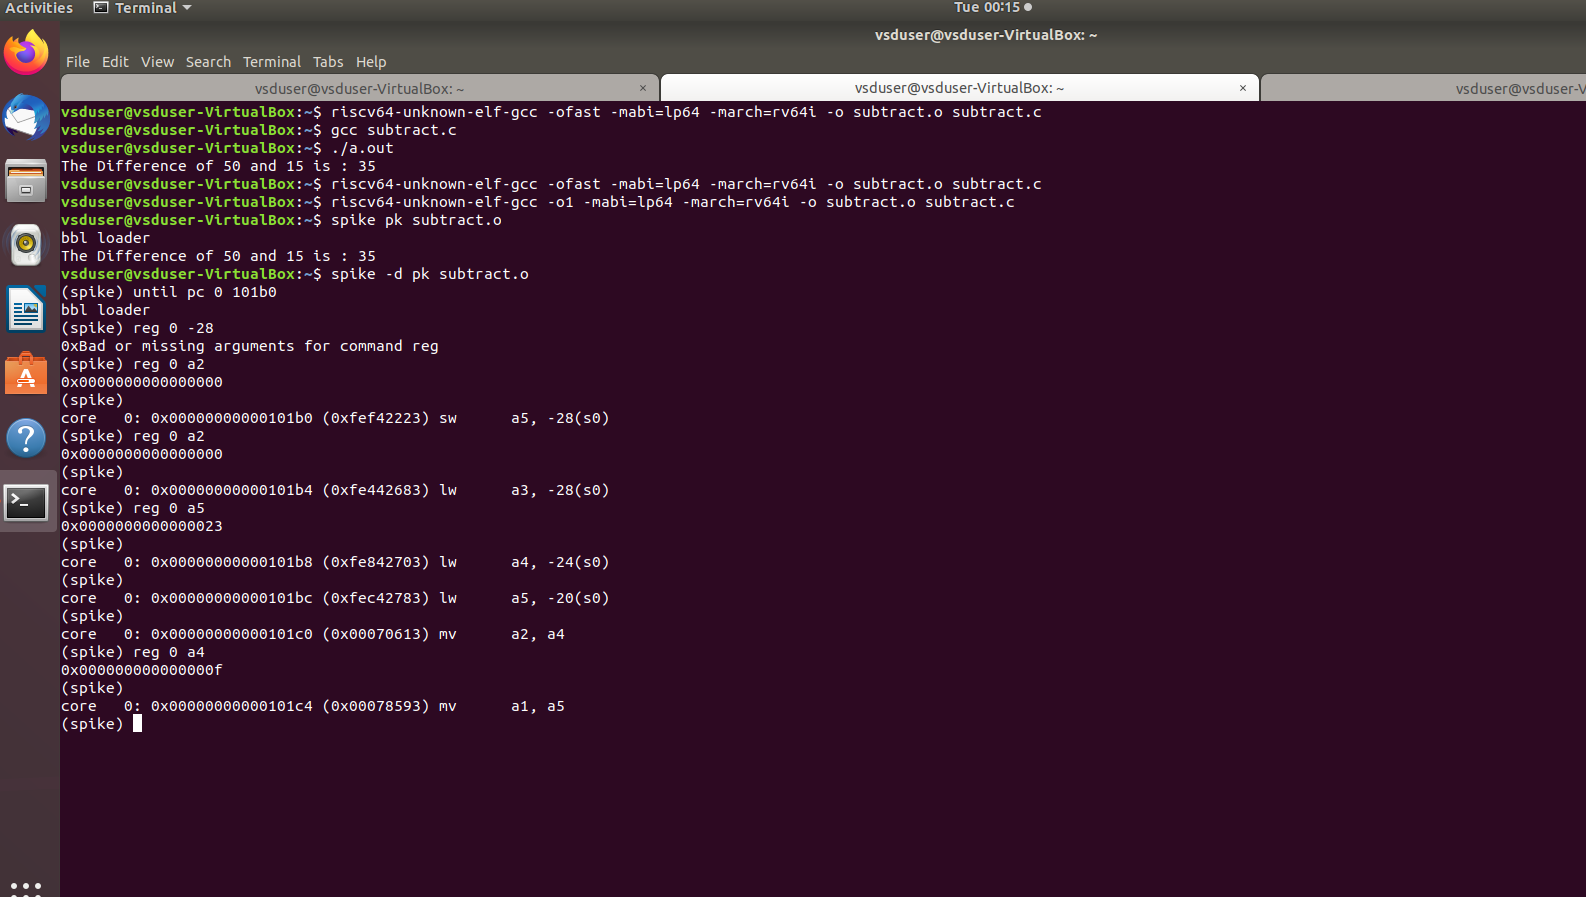 Activities Terminal Tue 00:15
vsduser@vsduser-VirtualBox: ~
File Edit View Search Terminal Tabs Help
vsduser@vsduser-VirtualBox: ~ × vsduser@vsduser-VirtualBox: ~ × vsduser@vsduser-V
vsduser@vsduser-VirtualBox:~$ riscv64-unknown-elf-gcc -ofast -mabi=lp64 -march=rv64i -o subtract.o subtract.c
vsduser@vsduser-VirtualBox:~$ gcc subtract.c
vsduser@vsduser-VirtualBox:~$ ./a.out
The Difference of 50 and 15 is : 35
vsduser@vsduser-VirtualBox:~$ riscv64-unknown-elf-gcc -ofast -mabi=lp64 -march=rv64i -o subtract.o subtract.c
vsduser@vsduser-VirtualBox:~$ riscv64-unknown-elf-gcc -o1 -mabi=lp64 -march=rv64i -o subtract.o subtract.c
vsduser@vsduser-VirtualBox:~$ spike pk subtract.o
bbl loader
The Difference of 50 and 15 is : 35
vsduser@vsduser-VirtualBox:~$ spike -d pk subtract.o
(spike) until pc 0 101b0
bbl loader
(spike) reg 0 -28
0xBad or missing arguments for command reg
(spike) reg 0 a2
0x0000000000000000
(spike)
core   0: 0x00000000000101b0 (0xfef42223) sw      a5, -28(s0)
(spike) reg 0 a2
0x0000000000000000
(spike)
core   0: 0x00000000000101b4 (0xfe442683) lw      a3, -28(s0)
(spike) reg 0 a5
0x0000000000000023
(spike)
core   0: 0x00000000000101b8 (0xfe842703) lw      a4, -24(s0)
(spike)
core   0: 0x00000000000101bc (0xfec42783) lw      a5, -20(s0)
(spike)
core   0: 0x00000000000101c0 (0x00070613) mv      a2, a4
(spike) reg 0 a4
0x000000000000000f
(spike)
core   0: 0x00000000000101c4 (0x00078593) mv      a1, a5
(spike)